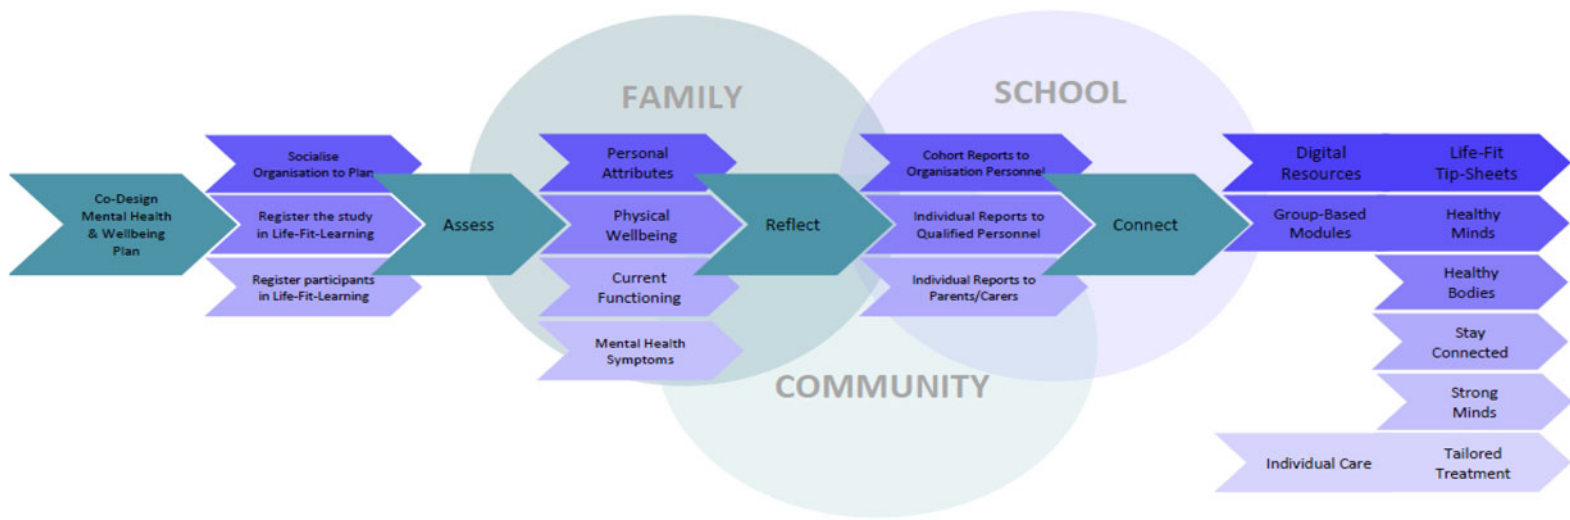 FAMILY
SCHOOL
COMMUNITY
Co-Design
Mental Health
& Wellbeing
Plan
Socialise
Organisation to Plan
Register the study
in Life-Fit-Learning
Register participants
in Life-Fit-Learning
Assess
Personal
Attributes
Physical
Wellbeing
Current
Functioning
Mental Health
Symptoms
Reflect
Cohort Reports to
Organisation Personnel
Individual Reports to
Qualified Personnel
Individual Reports to
Parents/Carers
Connect
Digital
Resources
Life-Fit
Tip-Sheets
Group-Based
Modules
Healthy
Minds
Healthy
Bodies
Stay
Connected
Strong
Minds
Individual Care
Tailored
Treatment